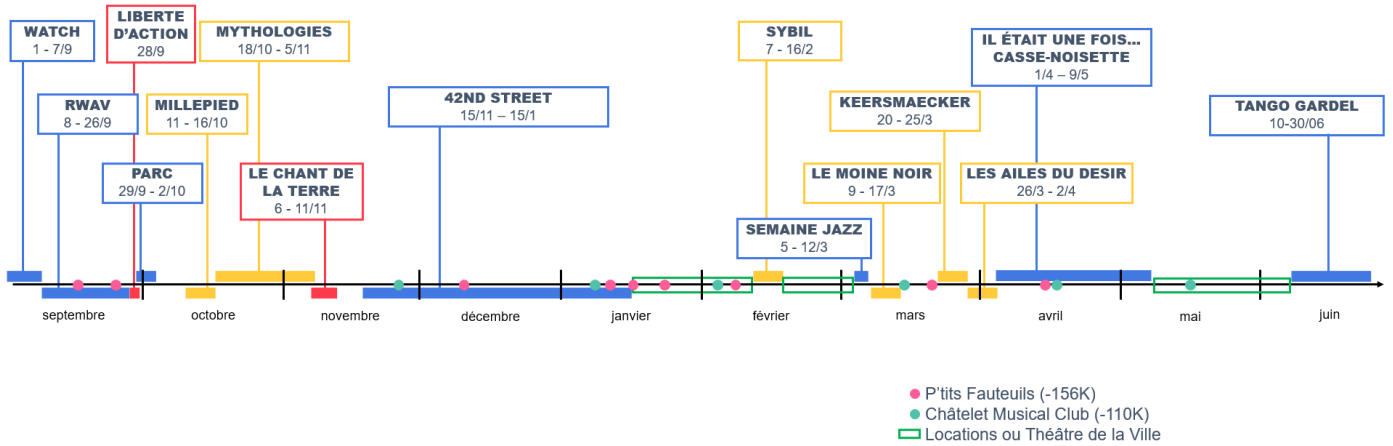 WATCH
1 - 7/9
LIBERTE
D'ACTION
28/9
MYTHOLOGIES
18/10 - 5/11
SYBIL
7 - 16/2
IL ÉTAIT UNE FOIS...
CASSE-NOISETTE
1/4 – 9/5
RWAV
8 - 26/9
MILLEPIED
11 - 16/10
42ND STREET
15/11 – 15/1
KEERSMAECKER
20 - 25/3
TANGO GARDEL
10-30/06
PARC
29/9 - 2/10
LE CHANT DE
LA TERRE
6 - 11/11
LE MOINE NOIR
9 - 17/3
LES AILES DU DESIR
26/3 - 2/4
SEMAINE JAZZ
5 - 12/3
septembre
octobre
novembre
décembre
janvier
février
mars
avril
mai
juin
P'tits Fauteuils (-156K)
Châtelet Musical Club (-110K)
Locations ou Théâtre de la Ville